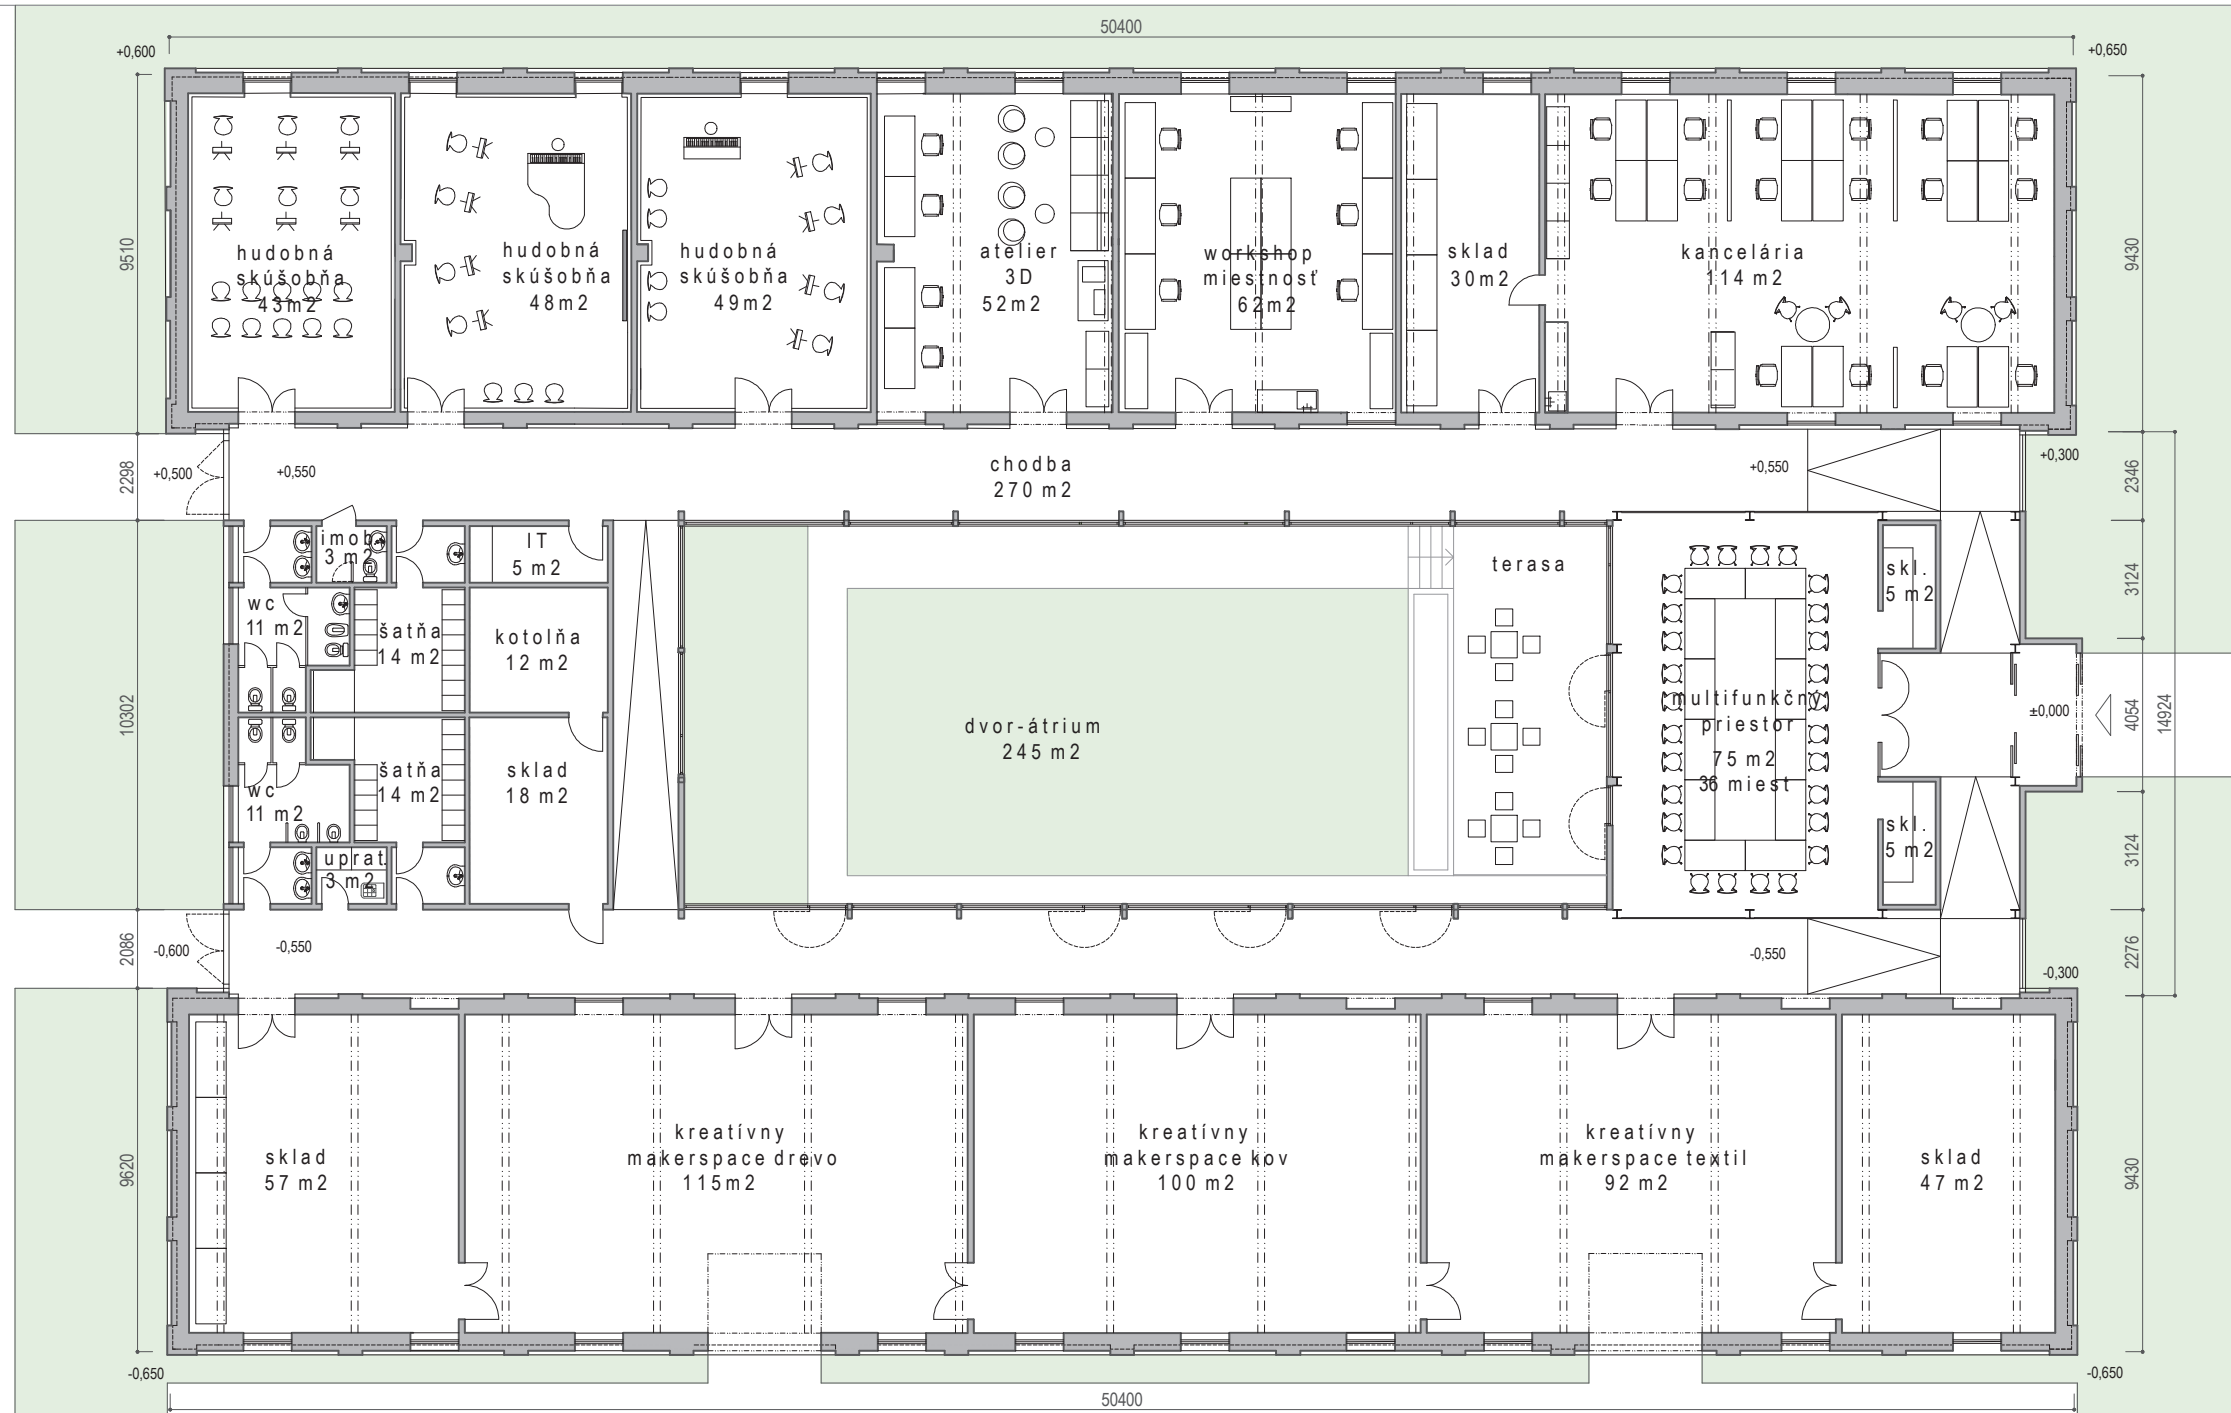 50400
+0,600
+0,650
9510
9430
hudobná
skúšobňa
43m2
hudobná
skúšobňa
48m2
hudobná
skúšobňa
49m2
atelier
3D
52m2
workshop
miestnosť
62m2
sklad
30m2
kancelária
114 m2
2298
+0,500
+0,550
chodba
270 m2
+0,550
+0,300
2346
imob.
3 m2
IT
5 m2
terasa
skl.
5 m2
3124
wc
11 m2
šatňa
14 m2
kotolňa
12 m2
10302
dvor-átrium
245 m2
multifunkčný
priestor
75 m2
36 miest
±0,000
4054
14924
šatňa
14 m2
sklad
18 m2
wc
11 m2
uprat.
3 m2
skl.
5 m2
3124
2086
-0,600
-0,550
-0,550
-0,300
2276
9620
sklad
57 m2
kreatívny
makerspace drevo
115m2
kreatívny
makerspace kov
100 m2
kreatívny
makerspace textil
92 m2
sklad
47 m2
9430
-0,650
-0,650
50400